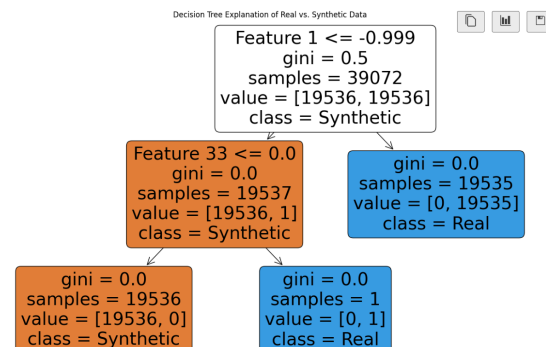 Decision Tree Explanation of Real vs. Synthetic Data
Feature 1 <= -0.999
gini = 0.5
samples = 39072
value = [19536, 19536]
class = Synthetic
Feature 33 <= 0.0
gini = 0.0
samples = 19537
value = [19536, 1]
class = Synthetic
gini = 0.0
samples = 19535
value = [0, 19535]
class = Real
gini = 0.0
samples = 19536
value = [19536, 0]
class = Synthetic
gini = 0.0
samples = 1
value = [0, 1]
class = Real